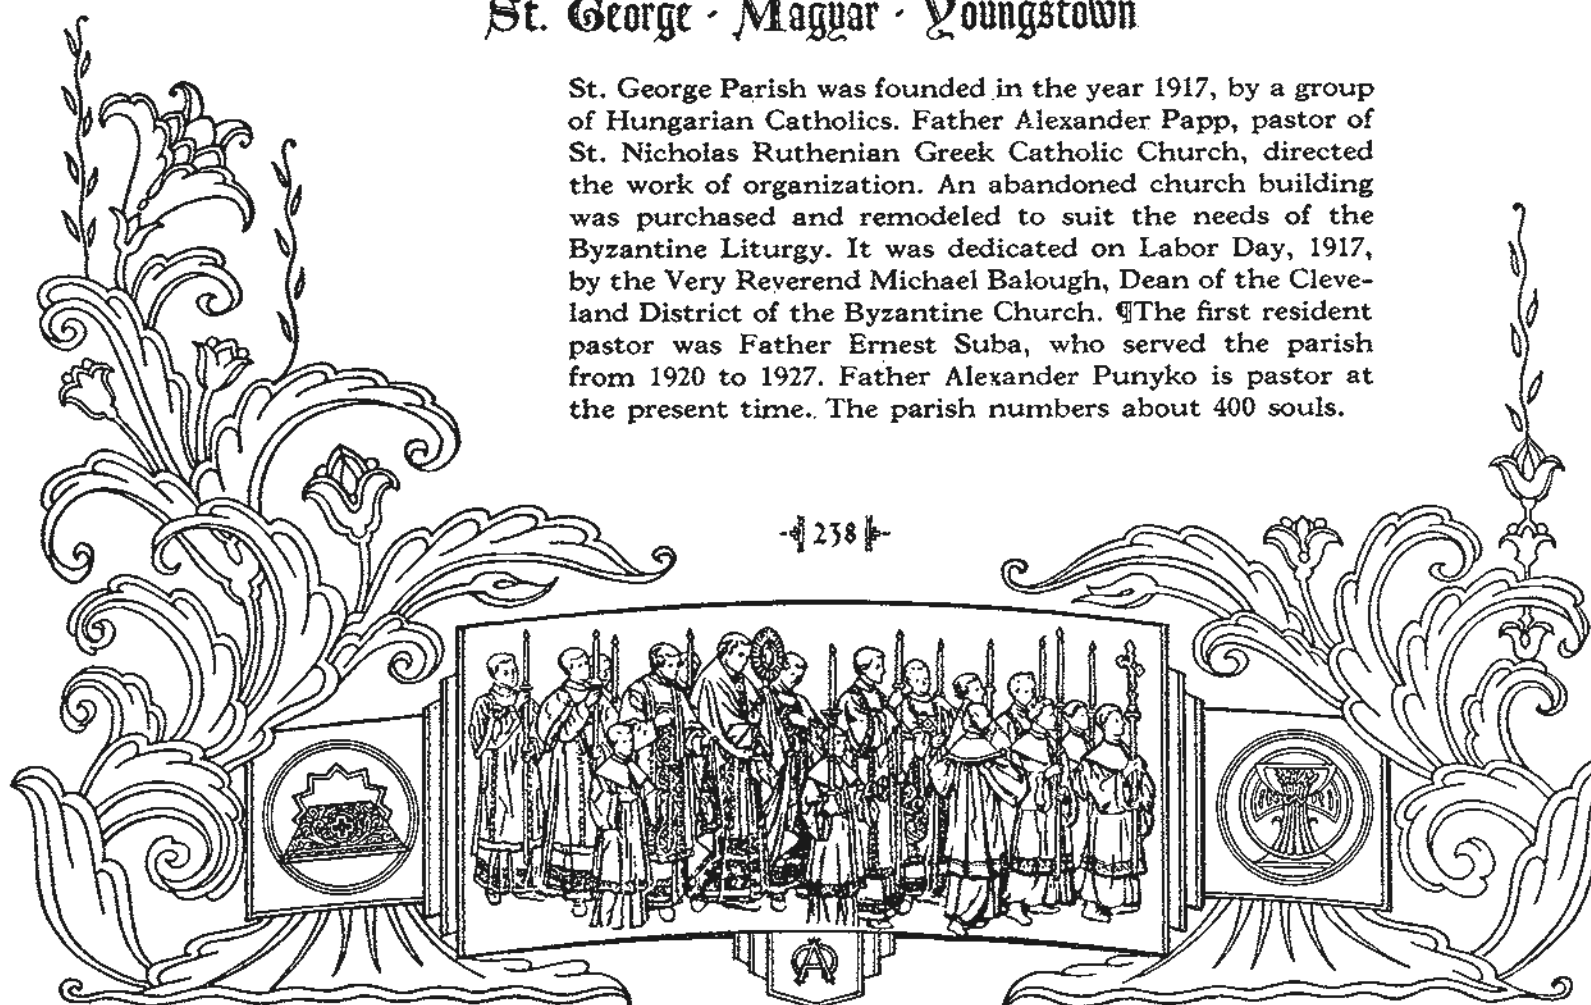 St. George · Magyar · Youngstown
St. George Parish was founded in the year 1917, by a group
of Hungarian Catholics. Father Alexander Papp, pastor of
St. Nicholas Ruthenian Greek Catholic Church, directed
the work of organization. An abandoned church building
was purchased and remodeled to suit the needs of the
Byzantine Liturgy. It was dedicated on Labor Day, 1917,
by the Very Reverend Michael Balough, Dean of the Cleve-
land District of the Byzantine Church. ¶The first resident
pastor was Father Ernest Suba, who served the parish
from 1920 to 1927. Father Alexander Punyko is pastor at
the present time. The parish numbers about 400 souls.
238